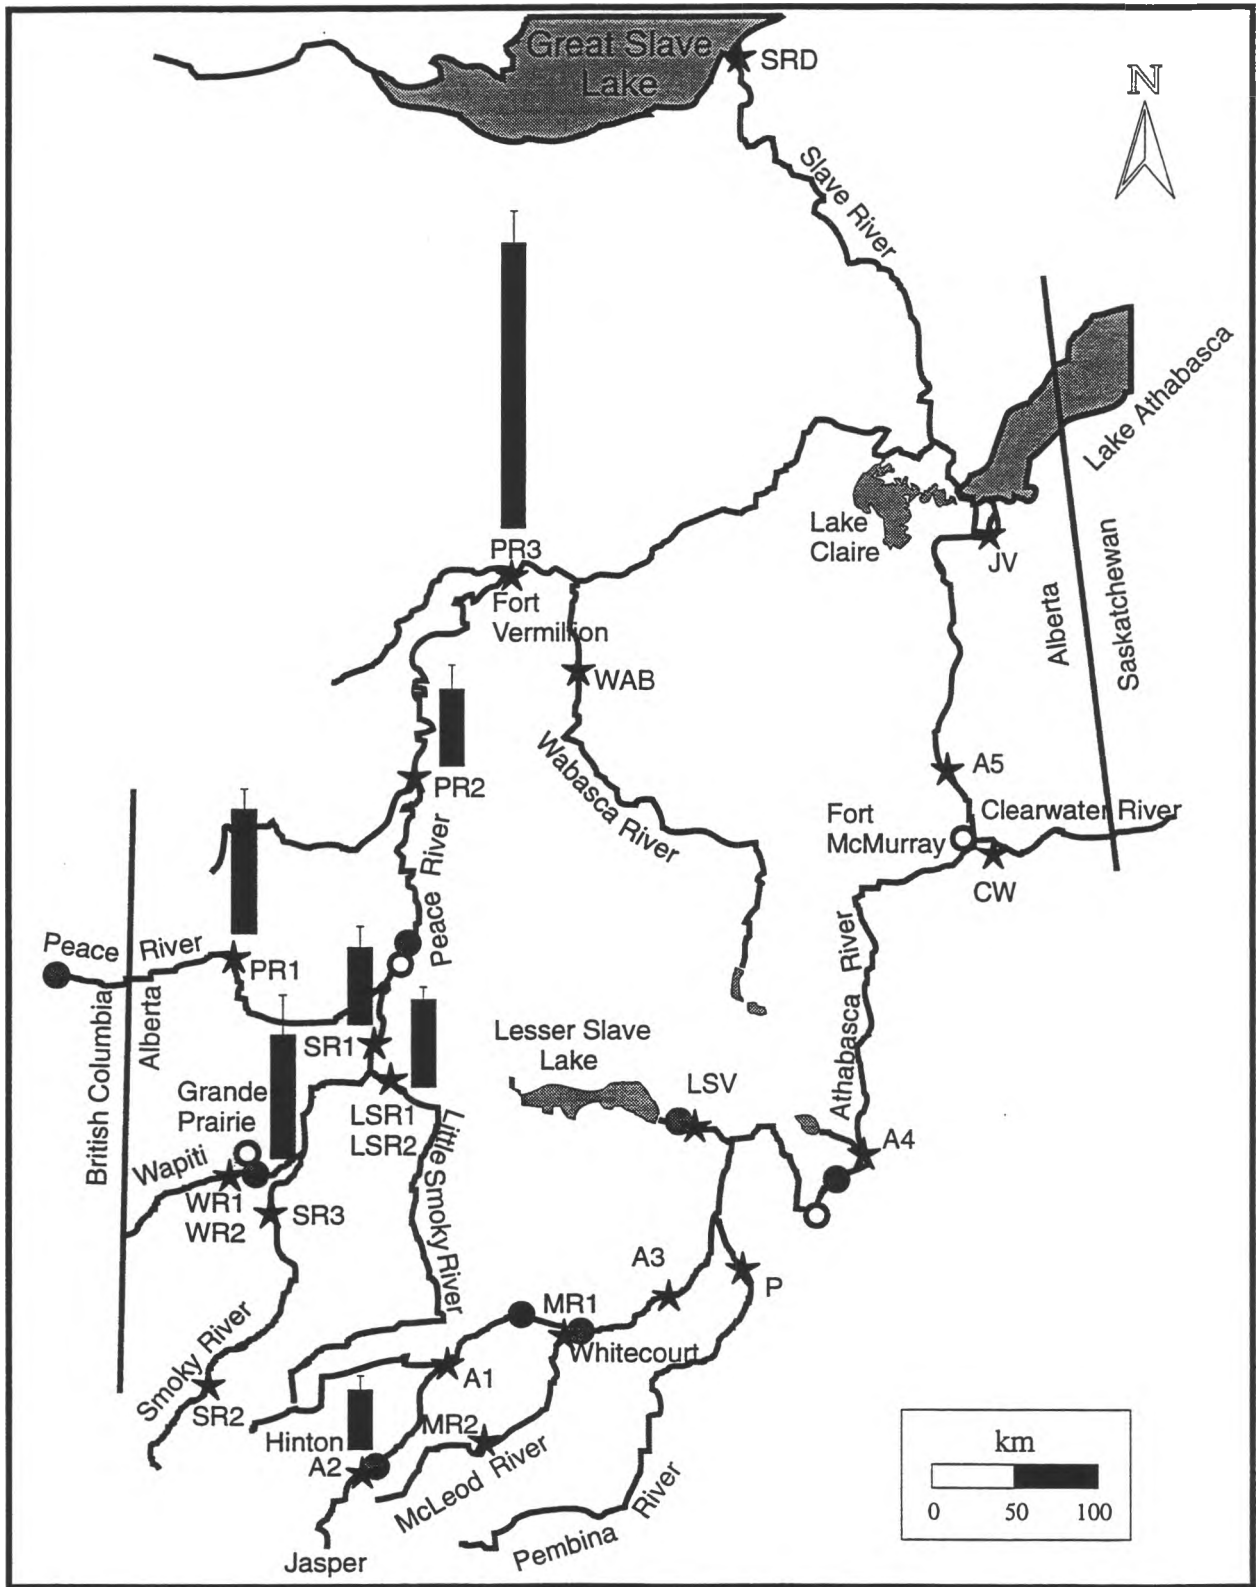 Great Slave
Lake
SRD
N
Slave River
Lake Athabasca
PR3
Fort
Vermillion
Lake
Claire
JV
Alberta
Saskatchewan
WAB
Wabasca River
PR2
A5
Fort
McMurray
Clearwater River
CW
Peace River
Peace River
PR1
British Columbia
Alberta
SR1
Grande
Prairie
LSR1
LSR2
Lesser Slave
Lake
LSV
Athabasca River
A4
Wapiti
WR1
WR2
SR3
Little Smoky River
A3
P
MR1
Whitecourt
Smoky River
SR2
A1
Hinton
A2
MR2
McLeod River
Pembina River
Jasper
km
0 50 100